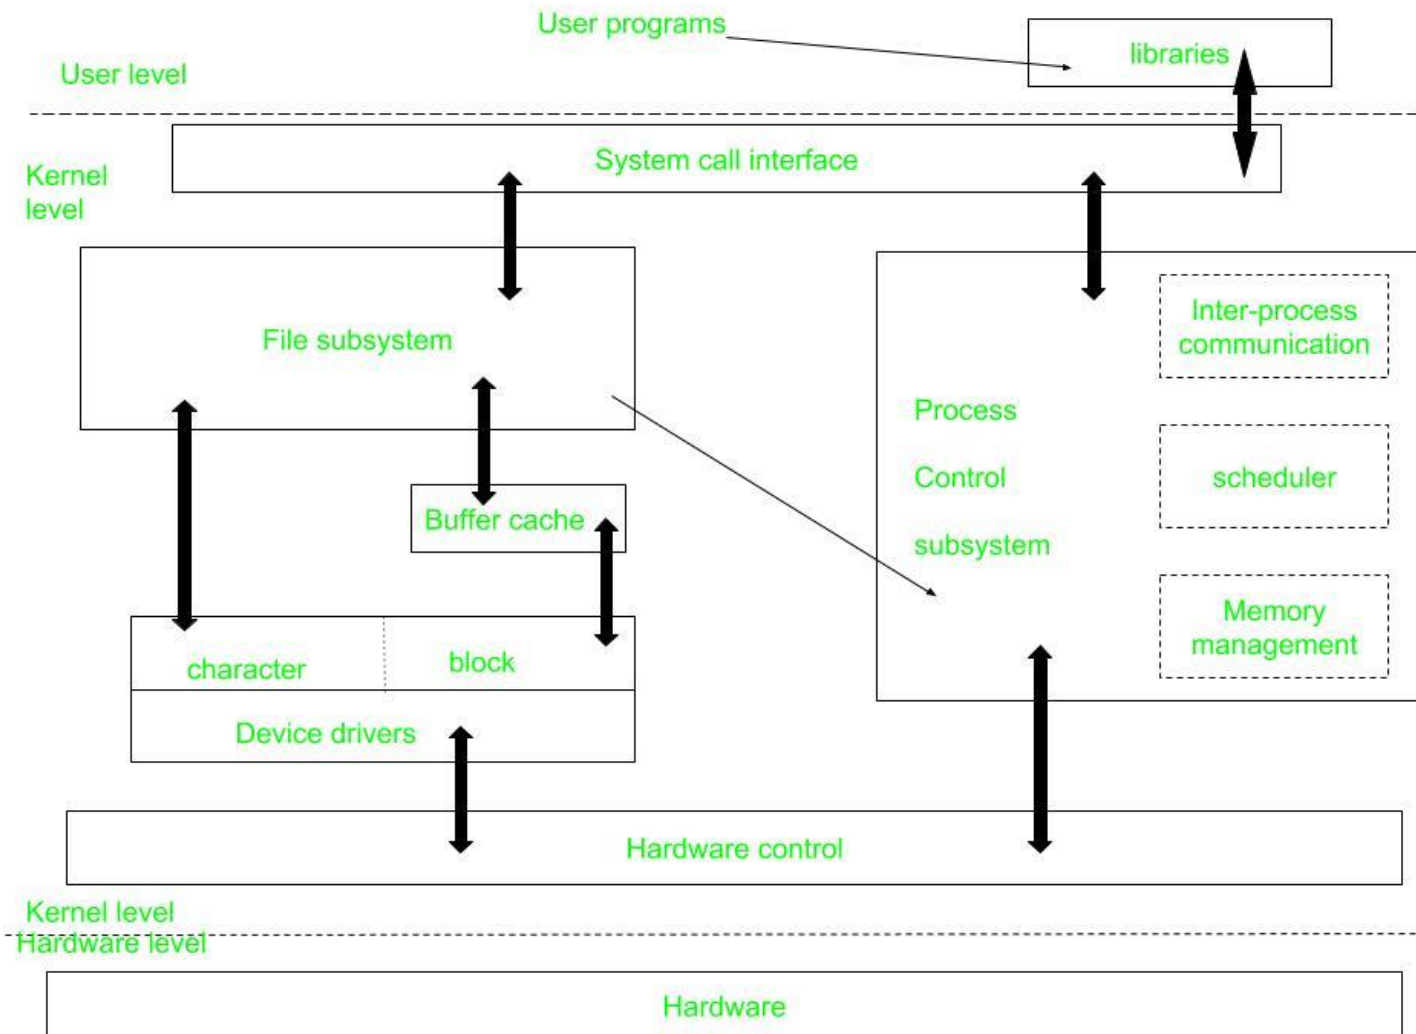 User programs
libraries
User level
System call interface
Kernel
level
File subsystem
Inter-process
communication
Process
Control
subsystem
scheduler
Buffer cache
Memory
management
character
block
Device drivers
Hardware control
Kernel level
Hardware level
Hardware